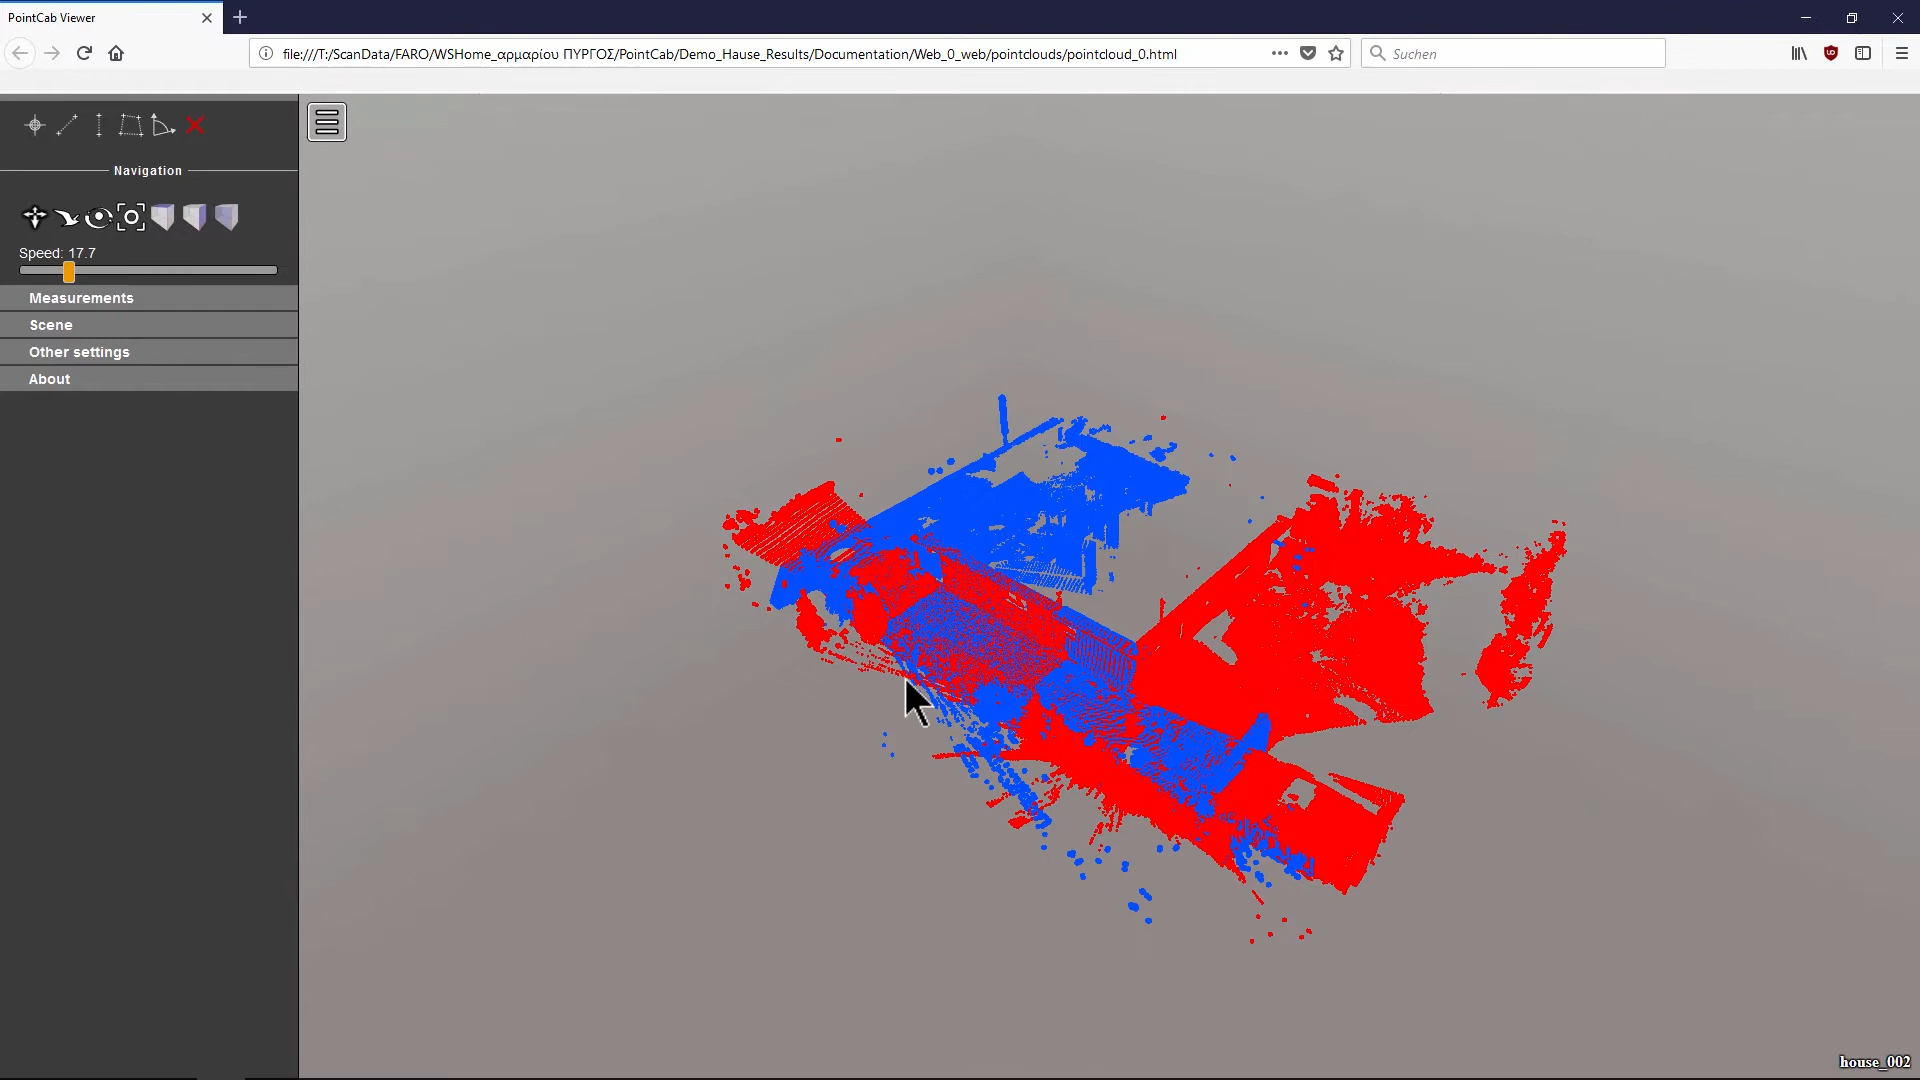 PointCab Viewer
file:///T:/ScanData/FARO/WSHome_αρμαρίου ΠΥΡΓΟΣ/PointCab/Demo_Hause_Results/Documentation/Web_0_web/pointclouds/pointcloud_0.html
Suchen
Navigation
Speed: 17.7
Measurements
Scene
Other settings
About
house_002